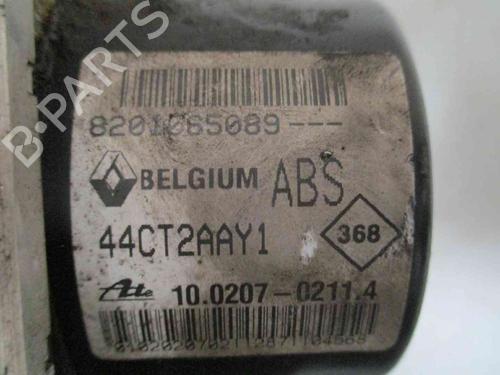 B-PARTS
8201065089---
BELGIUM ABS
44CT2AAY1
368
Ate 10.0207-0211.4